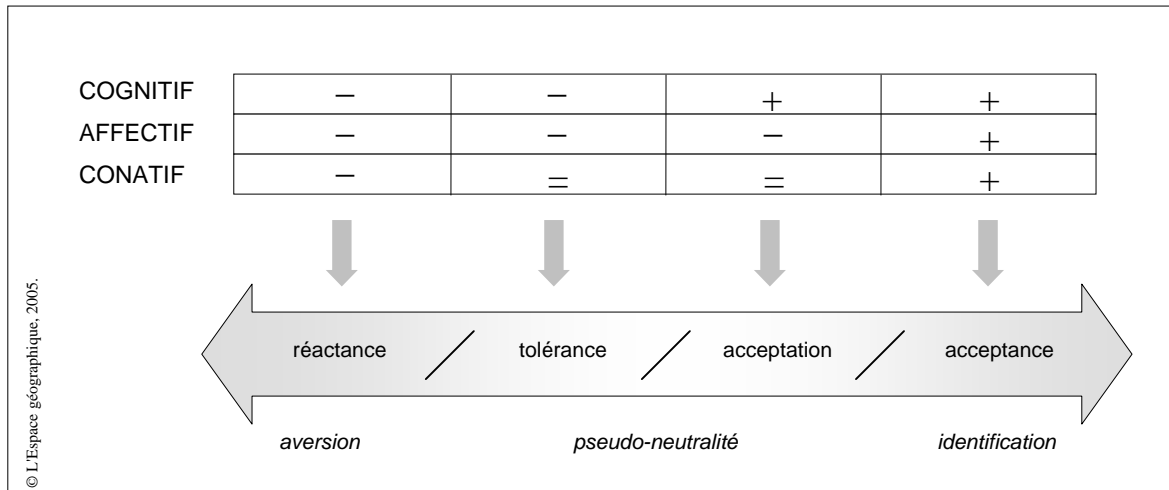 COGNITIF − − + +
AFFECTIF − − − +
CONATIF − = = +
réactance / tolérance / acceptation / acceptance
aversion pseudo-neutralité identification
© L'Espace géographique, 2005.